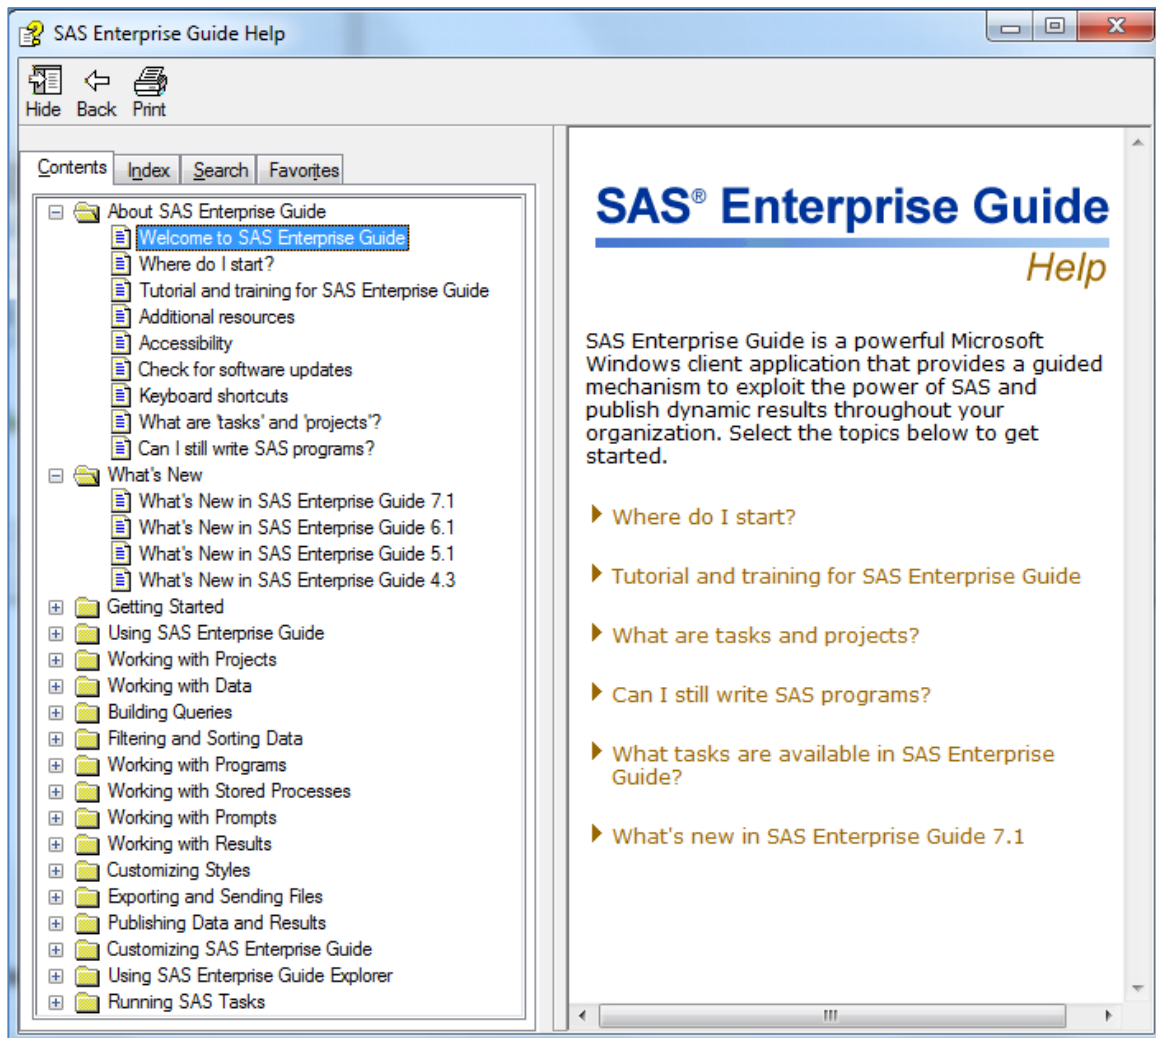 SAS Enterprise Guide Help
Hide Back Print
Contents Index Search Favorites
About SAS Enterprise Guide
Welcome to SAS Enterprise Guide
Where do I start?
Tutorial and training for SAS Enterprise Guide
Additional resources
Accessibility
Check for software updates
Keyboard shortcuts
What are 'tasks' and 'projects'?
Can I still write SAS programs?
What's New
What's New in SAS Enterprise Guide 7.1
What's New in SAS Enterprise Guide 6.1
What's New in SAS Enterprise Guide 5.1
What's New in SAS Enterprise Guide 4.3
Getting Started
Using SAS Enterprise Guide
Working with Projects
Working with Data
Building Queries
Filtering and Sorting Data
Working with Programs
Working with Stored Processes
Working with Prompts
Working with Results
Customizing Styles
Exporting and Sending Files
Publishing Data and Results
Customizing SAS Enterprise Guide
Using SAS Enterprise Guide Explorer
Running SAS Tasks
SAS® Enterprise Guide
Help
SAS Enterprise Guide is a powerful Microsoft
Windows client application that provides a guided
mechanism to exploit the power of SAS and
publish dynamic results throughout your
organization. Select the topics below to get
started.
Where do I start?
Tutorial and training for SAS Enterprise Guide
What are tasks and projects?
Can I still write SAS programs?
What tasks are available in SAS Enterprise
Guide?
What's new in SAS Enterprise Guide 7.1